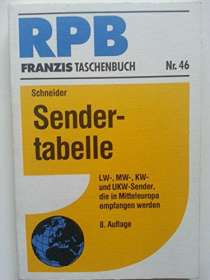 RPB
FRANZIS TASCHENBUCH Nr. 46
Schneider
Sender-
tabelle
LW-, MW-, KW-
und UKW-Sender,
die in Mitteleuropa
empfangen werden
8. Auflage